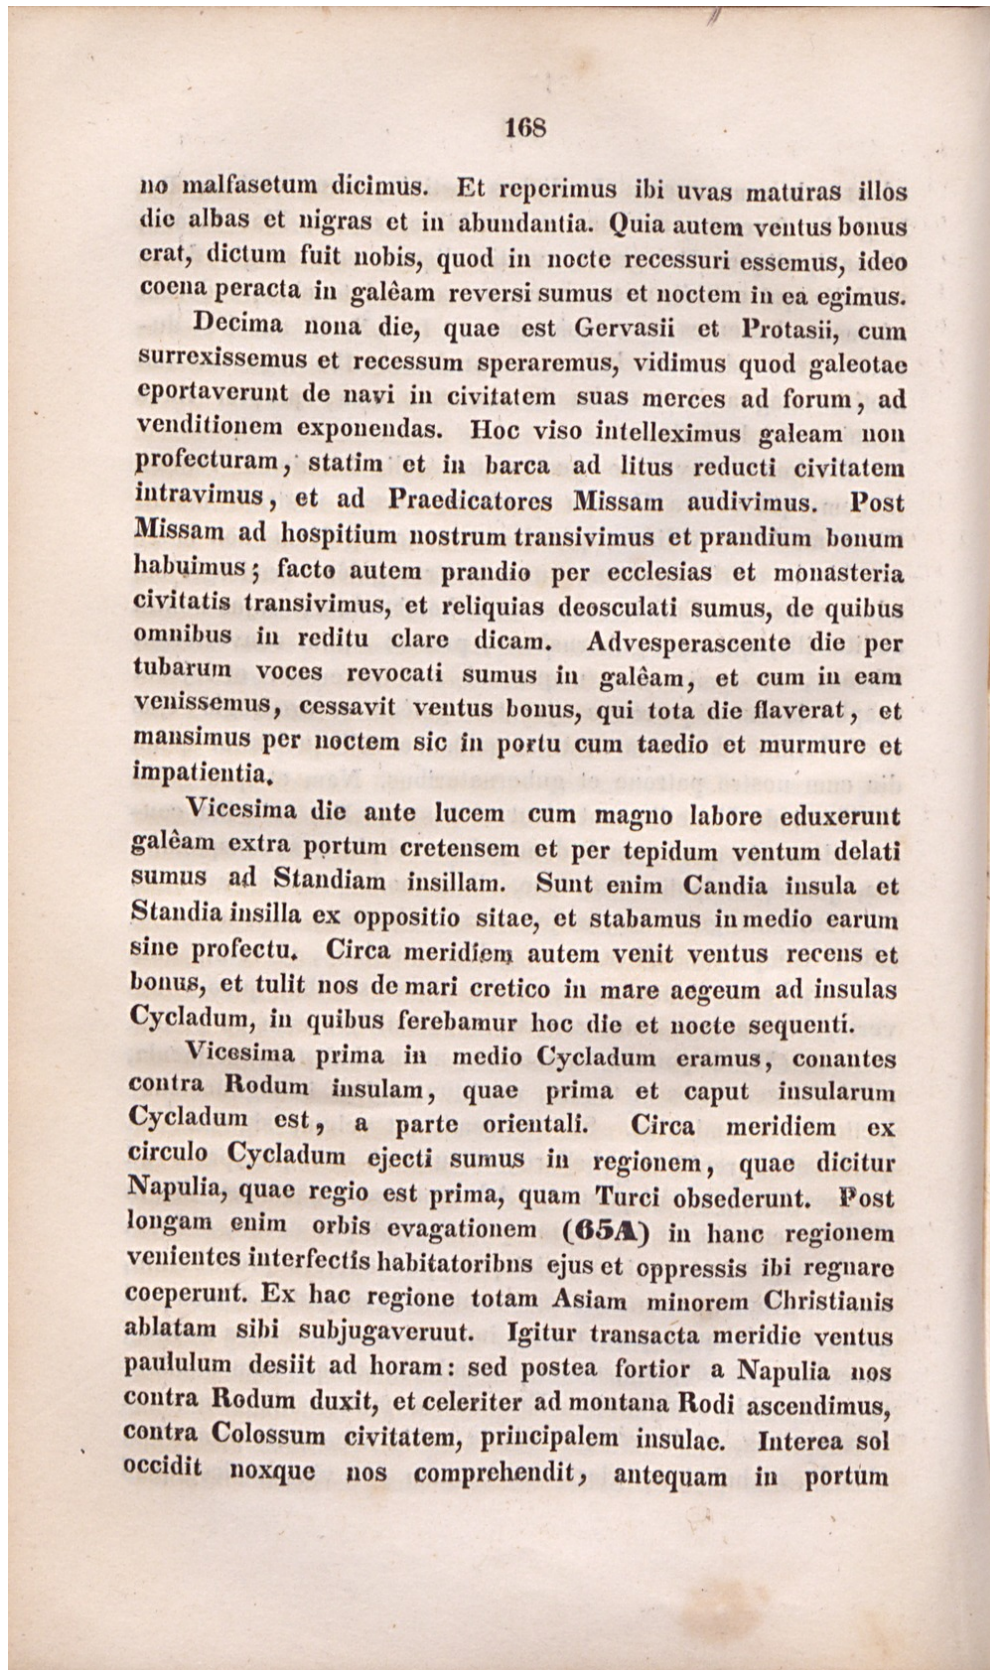 168
no malfasetum dicimus. Et reperimus ibi uvas maturas illos
die albas et nigras et in abundantia. Quia autem ventus bonus
erat, dictum fuit nobis, quod in nocte recessuri essemus, ideo
coena peracta in galêam reversi sumus et noctem in ea egimus.
Decima nona die, quae est Gervasii et Protasii, cum
surrexissemus et recessum speraremus, vidimus quod galeotae
eportaverunt de navi in civitatem suas merces ad forum, ad
venditionem exponendas. Hoc viso intelleximus galeam non
profecturam, statim et in barca ad litus reducti civitatem
intravimus, et ad Praedicatores Missam audivimus. Post
Missam ad hospitium nostrum transivimus et prandium bonum
habuimus; facto autem prandio per ecclesias et monasteria
civitatis transivimus, et reliquias deosculati sumus, de quibus
omnibus in reditu clare dicam. Advesperascente die per
tubarum voces revocati sumus in galêam, et cum in eam
venissemus, cessavit ventus bonus, qui tota die flaverat, et
mansimus per noctem sic in portu cum taedio et murmure et
impatientia.
Vicesima die ante lucem cum magno labore eduxerunt
galêam extra portum cretensem et per tepidum ventum delati
sumus ad Standiam insillam. Sunt enim Candia insula et
Standia insilla ex oppositio sitae, et stabamus in medio earum
sine profectu. Circa meridiem autem venit ventus recens et
bonus, et tulit nos de mari cretico in mare aegeum ad insulas
Cycladum, in quibus ferebamur hoc die et nocte sequenti.
Vicesima prima in medio Cycladum eramus, conantes
contra Rodum insulam, quae prima et caput insularum
Cycladum est, a parte orientali. Circa meridiem ex
circulo Cycladum ejecti sumus in regionem, quae dicitur
Napulia, quae regio est prima, quam Turci obsederunt. Post
longam enim orbis evagationem (65A) in hanc regionem
venientes interfectis habitatoribns ejus et oppressis ibi regnare
coeperunt. Ex hac regione totam Asiam minorem Christianis
ablatam sibi subjugaveruut. Igitur transacta meridie ventus
paululum desiit ad horam: sed postea fortior a Napulia nos
contra Rodum duxit, et celeriter ad montana Rodi ascendimus,
contra Colossum civitatem, principalem insulae. Interea sol
occidit noxque nos comprehendit, antequam in portum